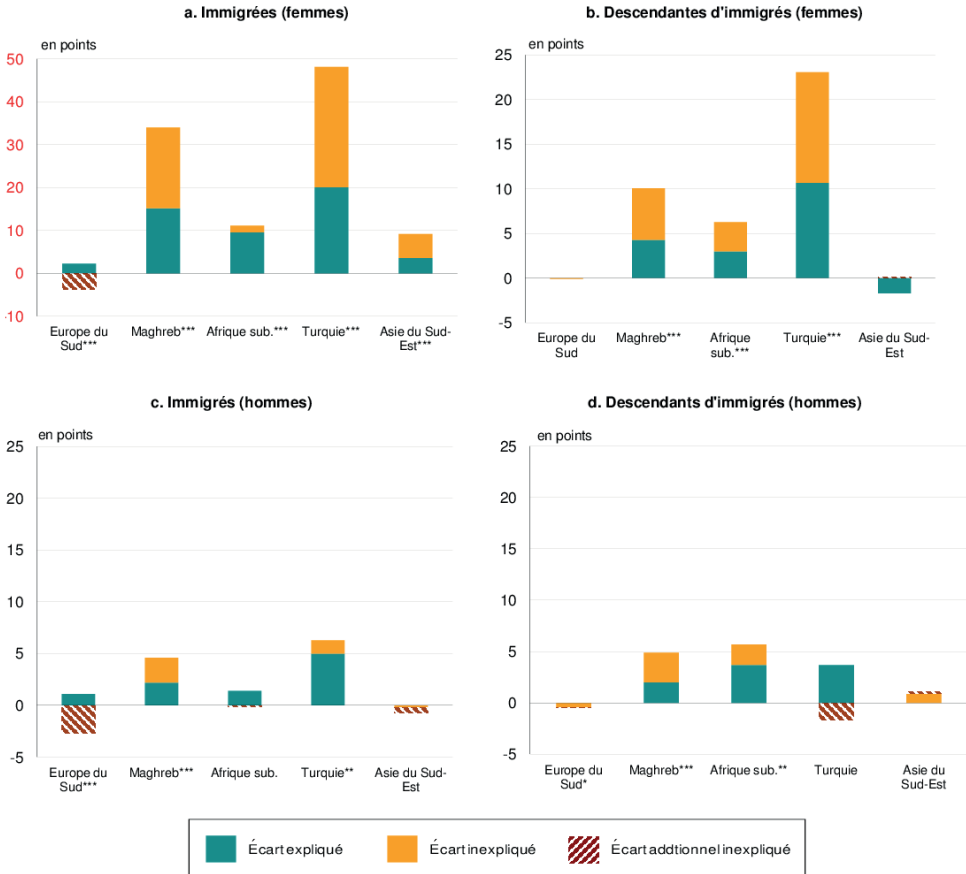 a. Immigrées (femmes)
en points
50
40
30
20
10
0
-10
Europe du Sud***
Maghreb***
Afrique sub.***
Turquie***
Asie du Sud-
Est***
b. Descendantes d'immigrés (femmes)
en points
25
20
15
10
5
0
-5
Europe du
Sud
Maghreb***
Afrique
sub.***
Turquie***
Asie du Sud-
Est
c. Immigrés (hommes)
en points
25
20
15
10
5
0
-5
Europe du
Sud***
Maghreb***
Afrique sub.
Turquie**
Asie du Sud-
Est
d. Descendants d'immigrés (hommes)
en points
25
20
15
10
5
0
-5
Europe du
Sud*
Maghreb***
Afrique sub.**
Turquie
Asie du
Sud-Est
Écart expliqué
Écart inexpliqué
Écart addtionnel inexpliqué